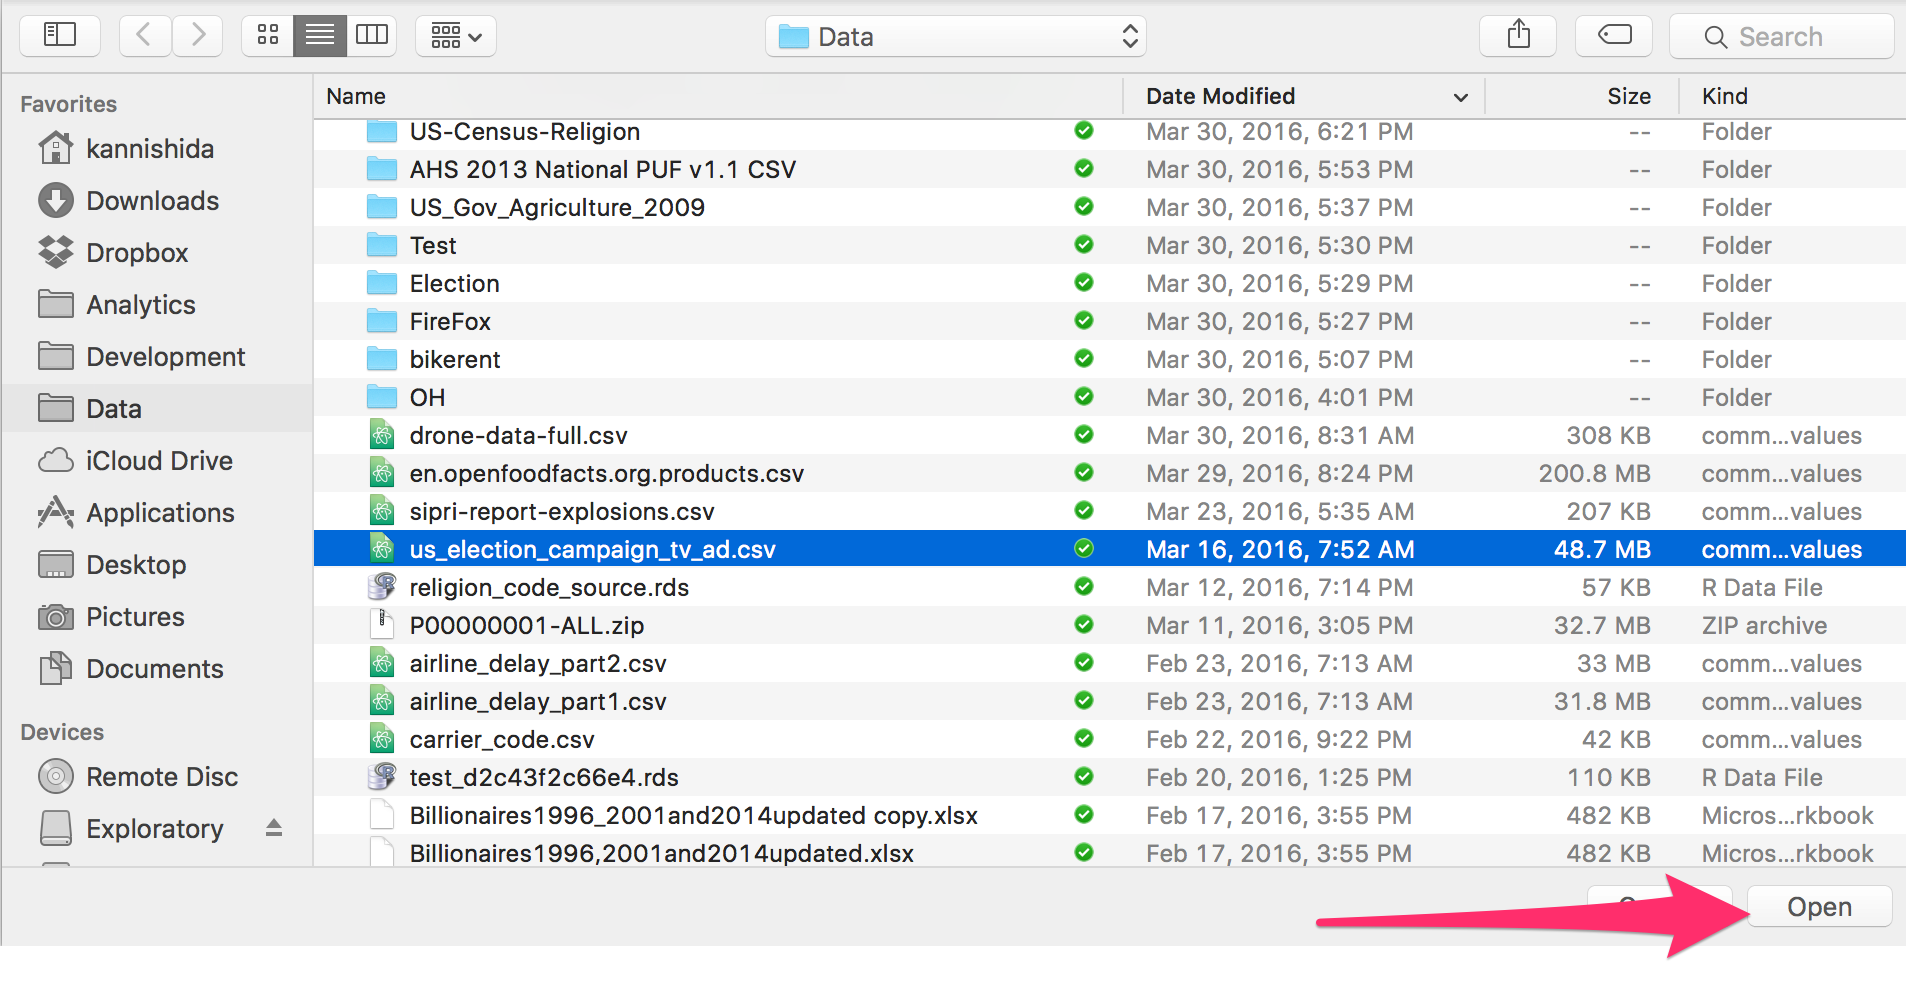 Data
Search
Name Date Modified Size Kind
Favorites
kannishida
Downloads
Dropbox
Analytics
Development
Data
iCloud Drive
Applications
Desktop
Pictures
Documents
Devices
Remote Disc
Exploratory
US-Census-Religion Mar 30, 2016, 6:21 PM -- Folder
AHS 2013 National PUF v1.1 CSV Mar 30, 2016, 5:53 PM -- Folder
US_Gov_Agriculture_2009 Mar 30, 2016, 5:37 PM -- Folder
Test Mar 30, 2016, 5:30 PM -- Folder
Election Mar 30, 2016, 5:29 PM -- Folder
FireFox Mar 30, 2016, 5:27 PM -- Folder
bikerent Mar 30, 2016, 5:07 PM -- Folder
OH Mar 30, 2016, 4:01 PM -- Folder
drone-data-full.csv Mar 30, 2016, 8:31 AM 308 KB comm...values
en.openfoodfacts.org.products.csv Mar 29, 2016, 8:24 PM 200.8 MB comm...values
sipri-report-explosions.csv Mar 23, 2016, 5:35 AM 207 KB comm...values
us_election_campaign_tv_ad.csv Mar 16, 2016, 7:52 AM 48.7 MB comm...values
religion_code_source.rds Mar 12, 2016, 7:14 PM 57 KB R Data File
P00000001-ALL.zip Mar 11, 2016, 3:05 PM 32.7 MB ZIP archive
airline_delay_part2.csv Feb 23, 2016, 7:13 AM 33 MB comm...values
airline_delay_part1.csv Feb 23, 2016, 7:13 AM 31.8 MB comm...values
carrier_code.csv Feb 22, 2016, 9:22 PM 42 KB comm...values
test_d2c43f2c66e4.rds Feb 20, 2016, 1:25 PM 110 KB R Data File
Billionaires1996_2001and2014updated copy.xlsx Feb 17, 2016, 3:55 PM 482 KB Micros...rkbook
Billionaires1996,2001and2014updated.xlsx Feb 17, 2016, 3:55 PM 482 KB Micros...rkbook
Open